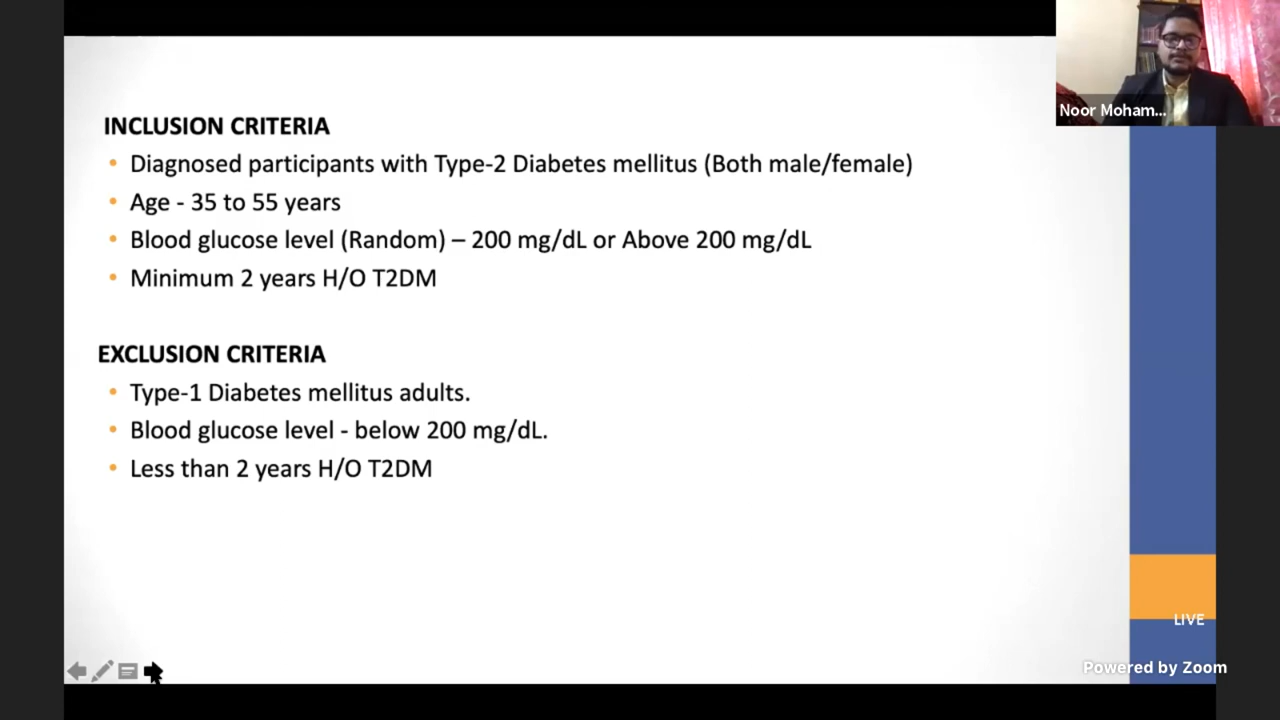 Noor Moham...
INCLUSION CRITERIA
• Diagnosed participants with Type-2 Diabetes mellitus (Both male/female)
• Age - 35 to 55 years
• Blood glucose level (Random) – 200 mg/dL or Above 200 mg/dL
• Minimum 2 years H/O T2DM
EXCLUSION CRITERIA
• Type-1 Diabetes mellitus adults.
• Blood glucose level - below 200 mg/dL.
• Less than 2 years H/O T2DM
LIVE
Powered by Zoom